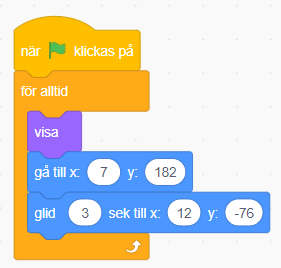 när klickas på
för alltid
visa
gå till x: 7 y: 182
glid 3 sek till x: 12 y: -76